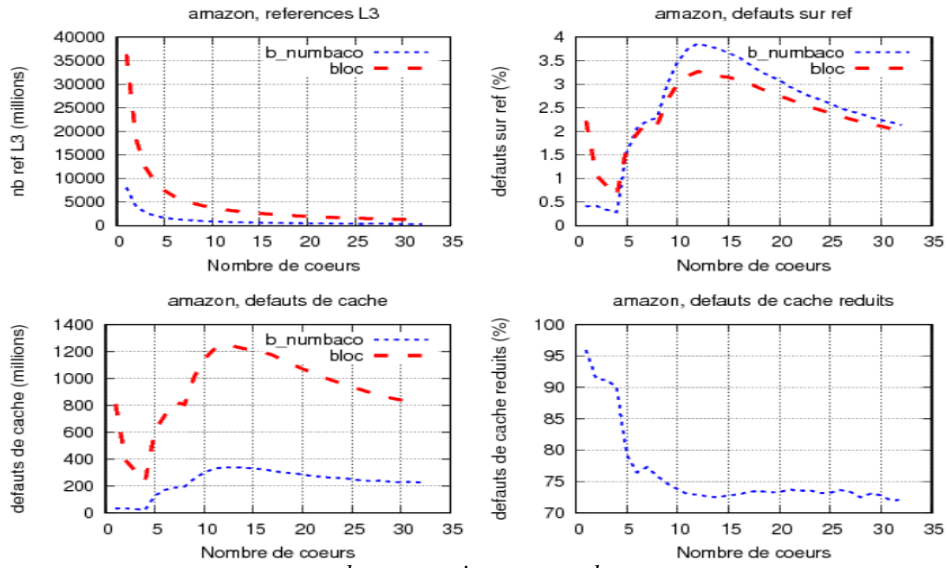 amazon, references L3
nb ref L3 (millions)
40000
35000
30000
25000
20000
15000
10000
5000
0
b_numbaco
bloc
0 5 10 15 20 25 30 35
Nombre de coeurs
amazon, defauts sur ref
defauts sur ref (%)
4
3.5
3
2.5
2
1.5
1
0.5
0
b_numbaco
bloc
0 5 10 15 20 25 30 35
Nombre de coeurs
amazon, defauts de cache
defauts de cache (millions)
1400
1200
1000
800
600
400
200
0
b_numbaco
bloc
0 5 10 15 20 25 30 35
Nombre de coeurs
amazon, defauts de cache reduits
defauts de cache reduits (%)
100
95
90
85
80
75
70
0 5 10 15 20 25 30 35
Nombre de coeurs